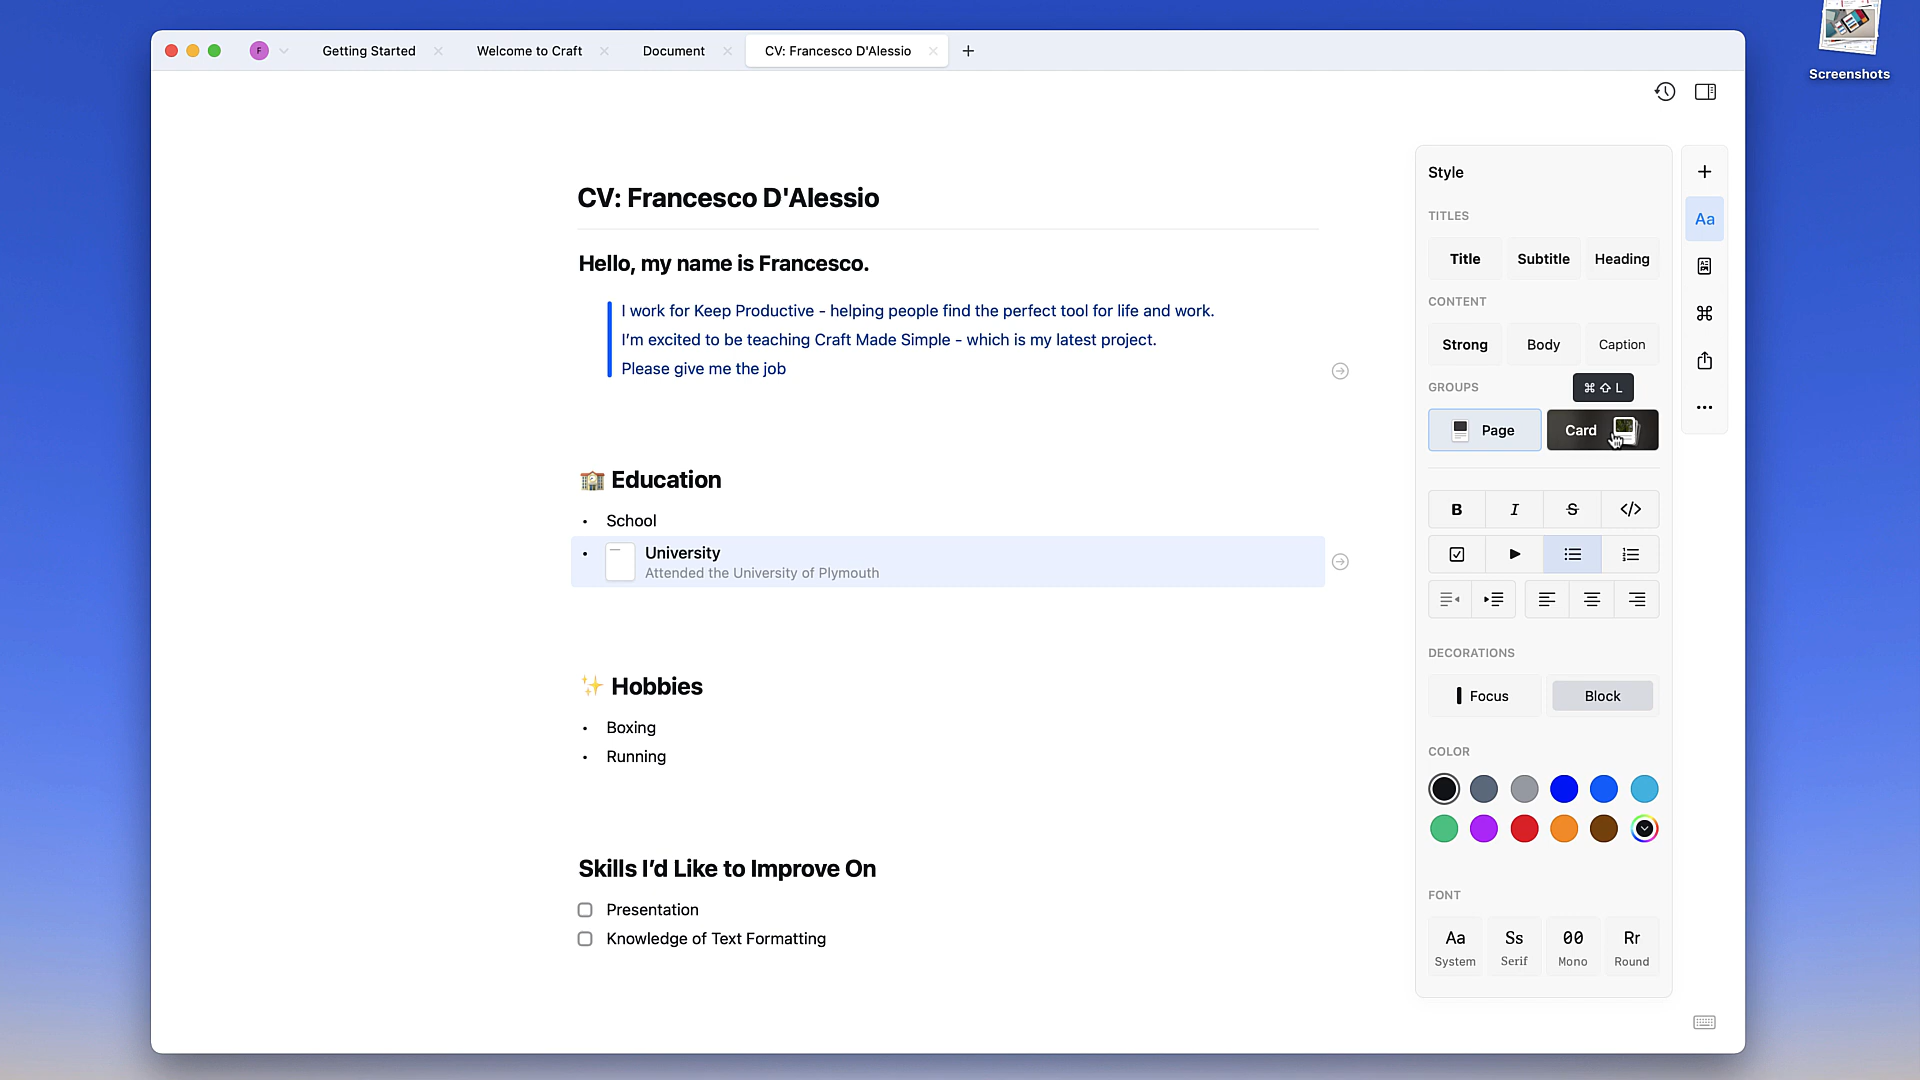 F
Getting Started
Welcome to Craft
Document
CV: Francesco D'Alessio
Screenshots
CV: Francesco D'Alessio
Hello, my name is Francesco.
I work for Keep Productive - helping people find the perfect tool for life and work.
I'm excited to be teaching Craft Made Simple - which is my latest project.
Please give me the job
Education
• School
• University
Attended the University of Plymouth
Hobbies
• Boxing
• Running
Skills I'd Like to Improve On
Presentation
Knowledge of Text Formatting
Style
TITLES
Title Subtitle Heading
CONTENT
Strong Body Caption
GROUPS
⌘ ⇧ L
Page Card
B I S </>
DECORATIONS
Focus Block
COLOR
FONT
Aa Ss 00 Rr
System Serif Mono Round
Aa